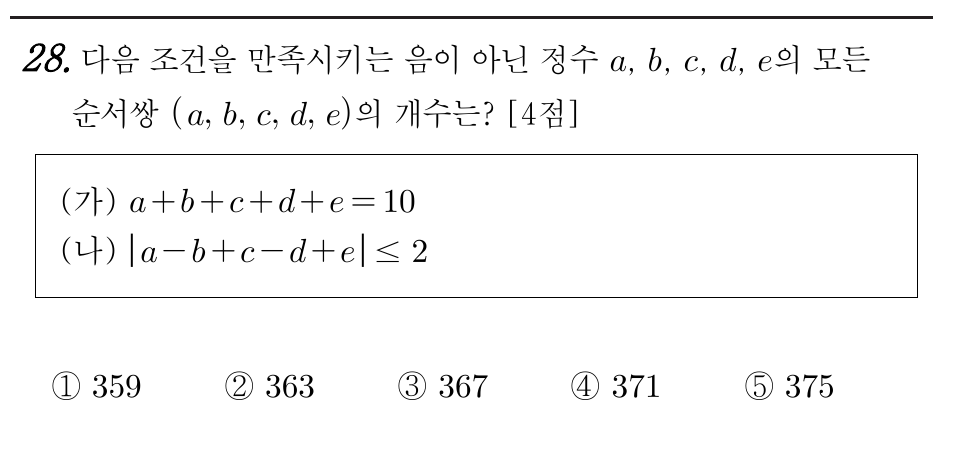 28. 다음 조건을 만족시키는 음이 아닌 정수 a, b, c, d, e의 모든
순서쌍 (a, b, c, d, e)의 개수는? [4점]
(가) a+b+c+d+e=10
(나) |a-b+c-d+e|≤2
① 359 ② 363 ③ 367 ④ 371 ⑤ 375